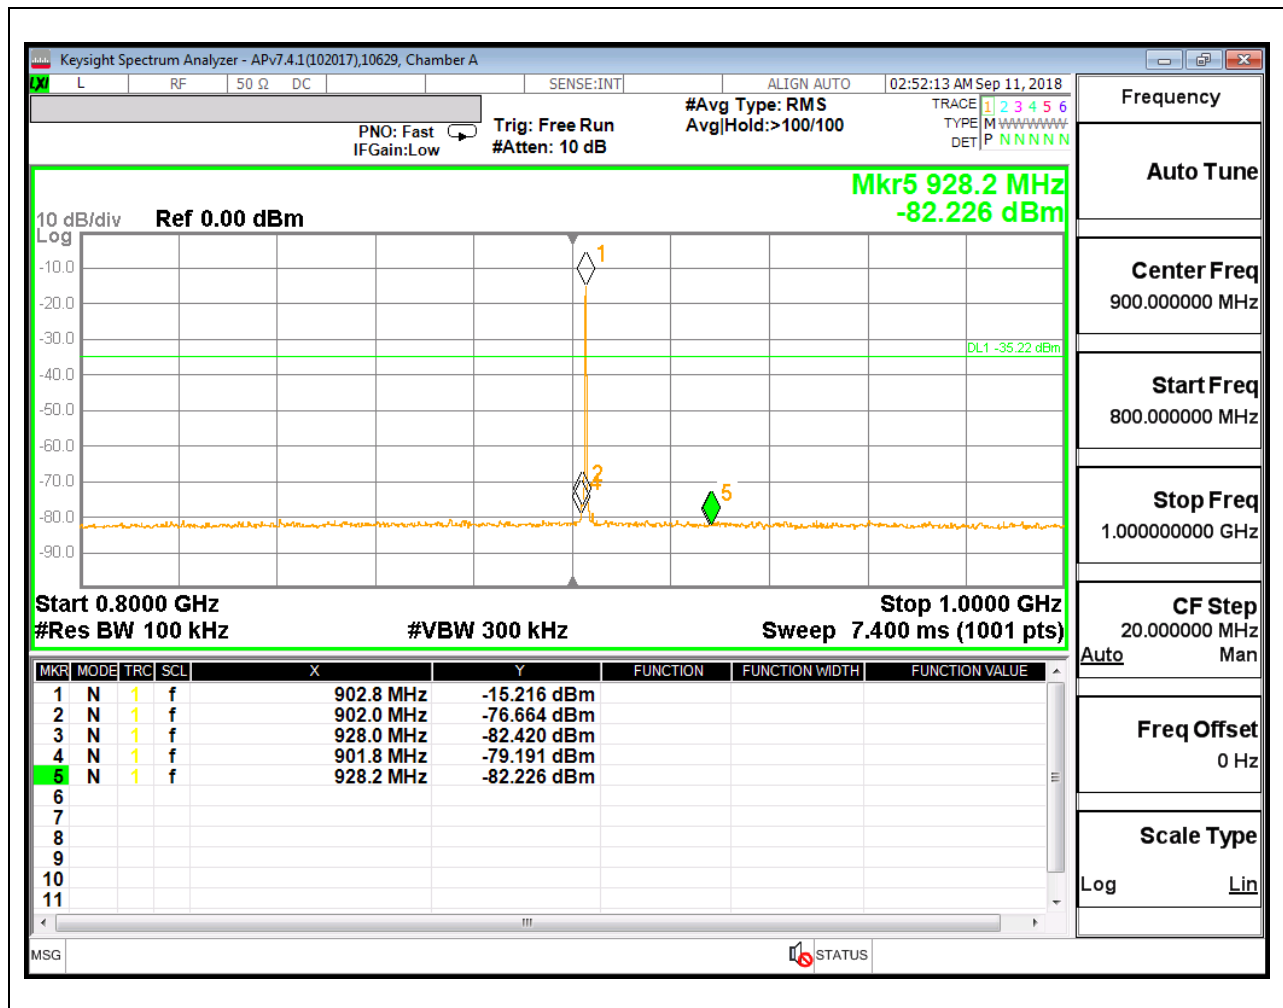 Keysight Spectrum Analyzer - APv7.4.1(102017),10629, Chamber A
LXI L RF 50 Ω DC SENSE:INT ALIGN AUTO 02:52:13 AM Sep 11, 2018
PNO: Fast
IFGain:Low
Trig: Free Run
#Atten: 10 dB
#Avg Type: RMS
Avg|Hold:>100/100
TRACE 1 2 3 4 5 6
TYPE M WWWWW
DET P N N N N N
Mkr5 928.2 MHz
-82.226 dBm
10 dB/div Ref 0.00 dBm
Log
-10.0
-20.0
-30.0
-40.0
-50.0
-60.0
-70.0
-80.0
-90.0
1
DL1 -35.22 dBm
2
4
5
Start 0.8000 GHz Stop 1.0000 GHz
#Res BW 100 kHz #VBW 300 kHz Sweep 7.400 ms (1001 pts)
MKR MODE TRC SCL X Y FUNCTION FUNCTION WIDTH FUNCTION VALUE
1 N 1 f 902.8 MHz -15.216 dBm
2 N 1 f 902.0 MHz -76.664 dBm
3 N 1 f 928.0 MHz -82.420 dBm
4 N 1 f 901.8 MHz -79.191 dBm
5 N 1 f 928.2 MHz -82.226 dBm
6
7
8
9
10
11
MSG STATUS
Frequency
Auto Tune
Center Freq
900.000000 MHz
Start Freq
800.000000 MHz
Stop Freq
1.000000000 GHz
CF Step
20.000000 MHz
Auto Man
Freq Offset
0 Hz
Scale Type
Log Lin